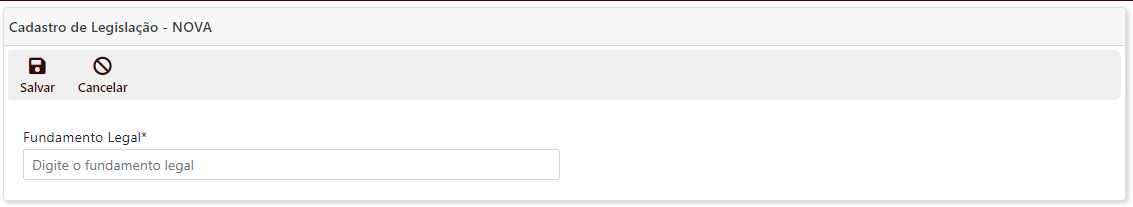 Cadastro de Legislação - NOVA
Salvar Cancelar
Fundamento Legal*
Digite o fundamento legal